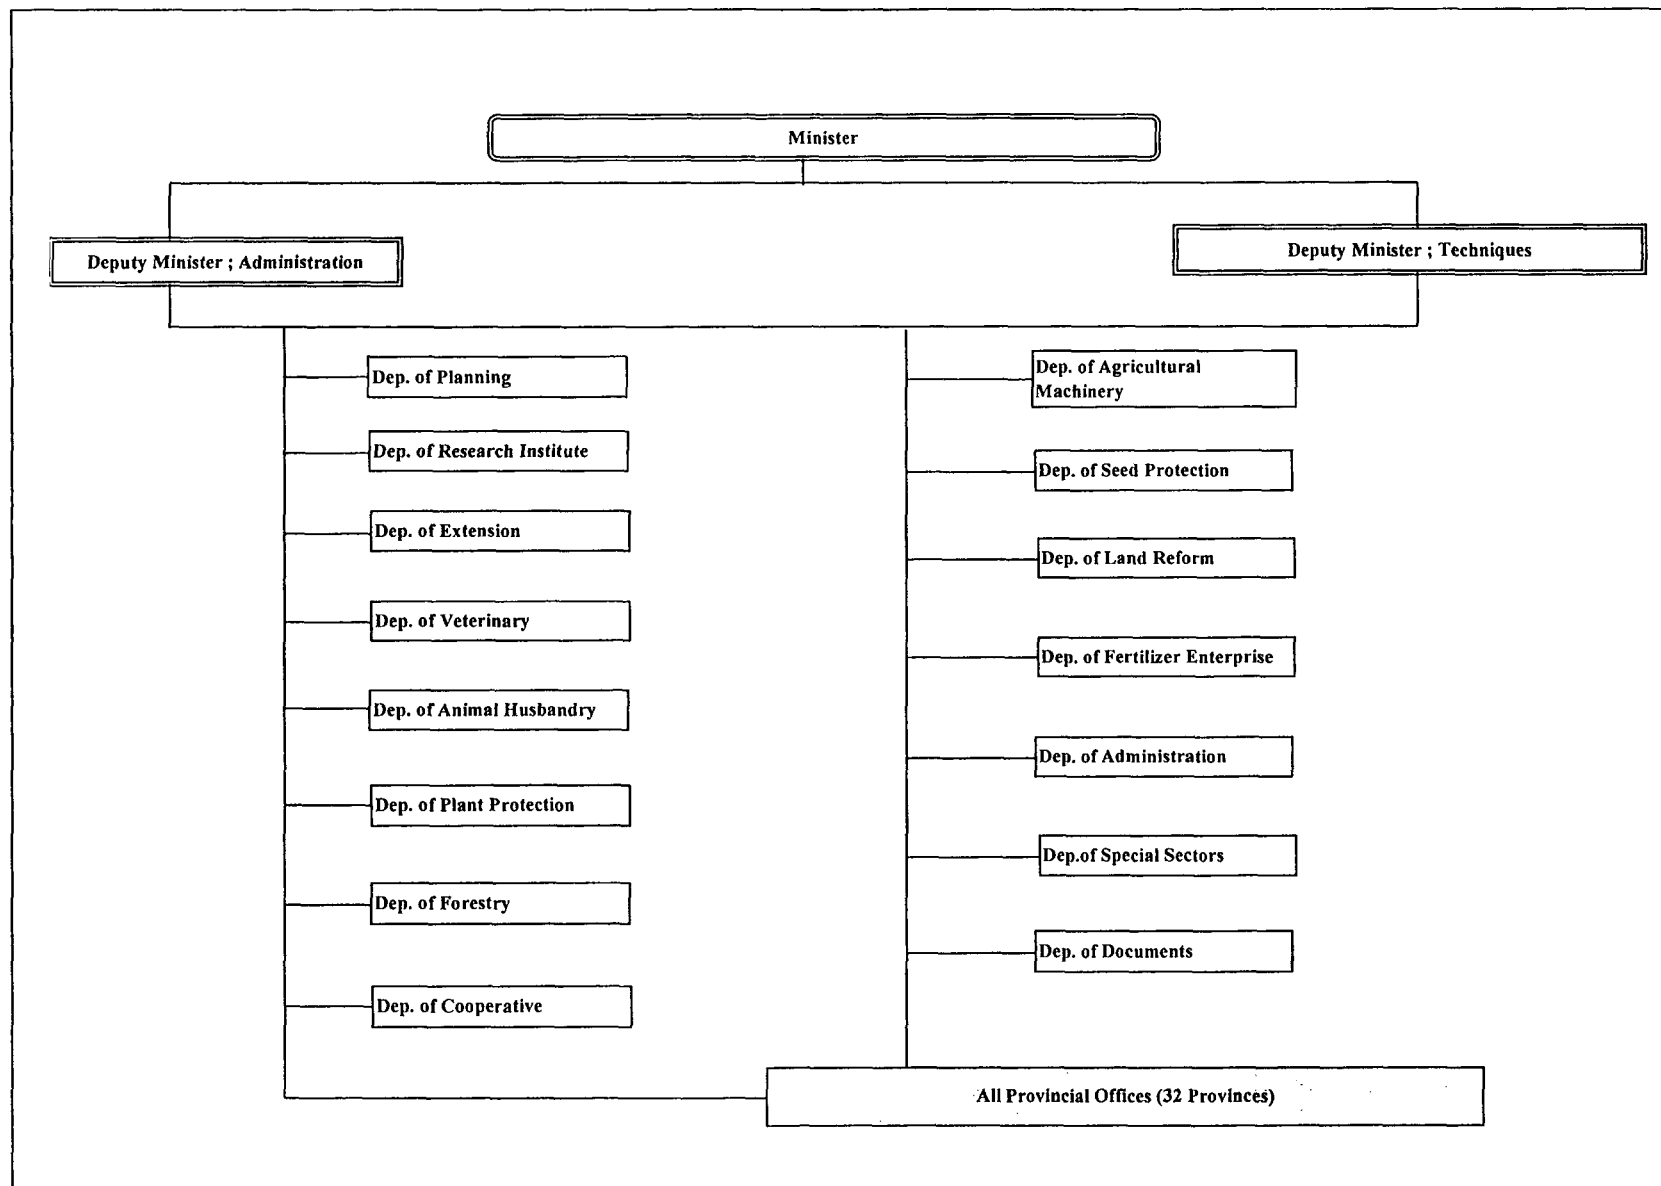 Minister
Deputy Minister ; Administration
Deputy Minister ; Techniques
Dep. of Planning
Dep. of Research Institute
Dep. of Extension
Dep. of Veterinary
Dep. of Animal Husbandry
Dep. of Plant Protection
Dep. of Forestry
Dep. of Cooperative
Dep. of Agricultural
Machinery
Dep. of Seed Protection
Dep. of Land Reform
Dep. of Fertilizer Enterprise
Dep. of Administration
Dep.of Special Sectors
Dep. of Documents
All Provincial Offices (32 Provinces)